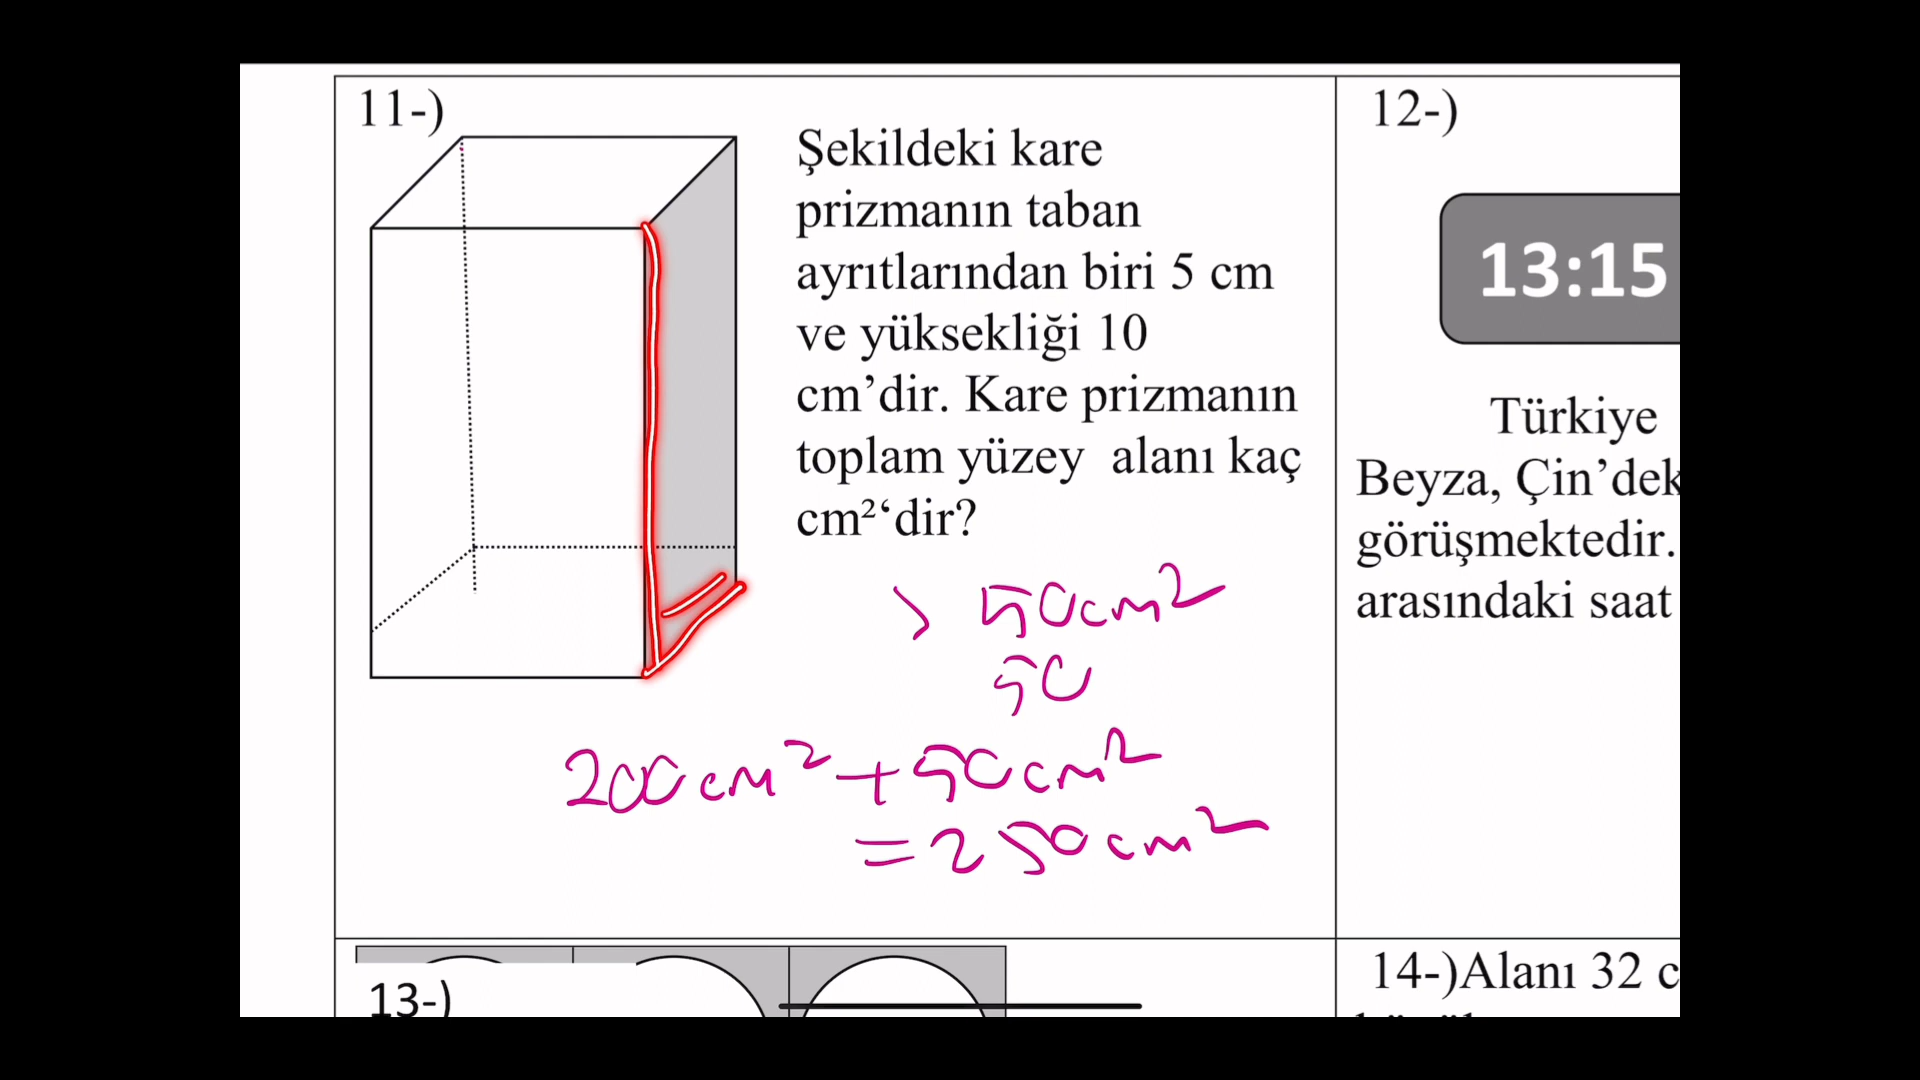 11-)
Şekildeki kare
prizmanın taban
ayrıtlarından biri 5 cm
ve yüksekliği 10
cm’dir. Kare prizmanın
toplam yüzey alanı kaç
cm²‘dir?
50cm²
50
200cm²+50cm²
=250cm²
12-)
13:15
Türkiye
Beyza, Çin’dek
görüşmektedir.
arasındaki saat
13-)
14-)Alanı 32 c